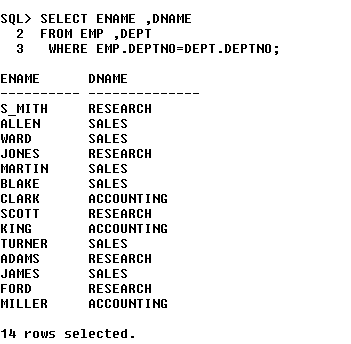 SQL> SELECT ENAME ,DNAME
2 FROM EMP ,DEPT
3 WHERE EMP.DEPTNO=DEPT.DEPTNO;
ENAME DNAME
---------- --------------
S_MITH RESEARCH
ALLEN SALES
WARD SALES
JONES RESEARCH
MARTIN SALES
BLAKE SALES
CLARK ACCOUNTING
SCOTT RESEARCH
KING ACCOUNTING
TURNER SALES
ADAMS RESEARCH
JAMES SALES
FORD RESEARCH
MILLER ACCOUNTING
14 rows selected.